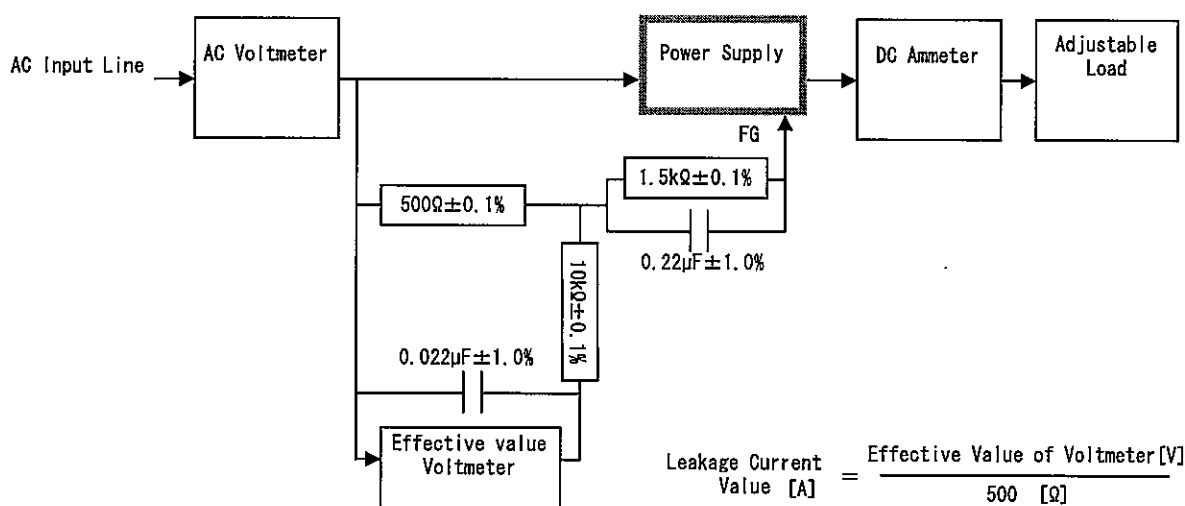 AC Input Line
AC Voltmeter
Power Supply
DC Ammeter
Adjustable
Load
FG
1.5kΩ±0.1%
500Ω±0.1%
0.22μF±1.0%
10kΩ±0.1%
0.022μF±1.0%
Effective value
Voltmeter
Leakage Current
Value [A]
=
Effective Value of Voltmeter[V]
500 [Ω]